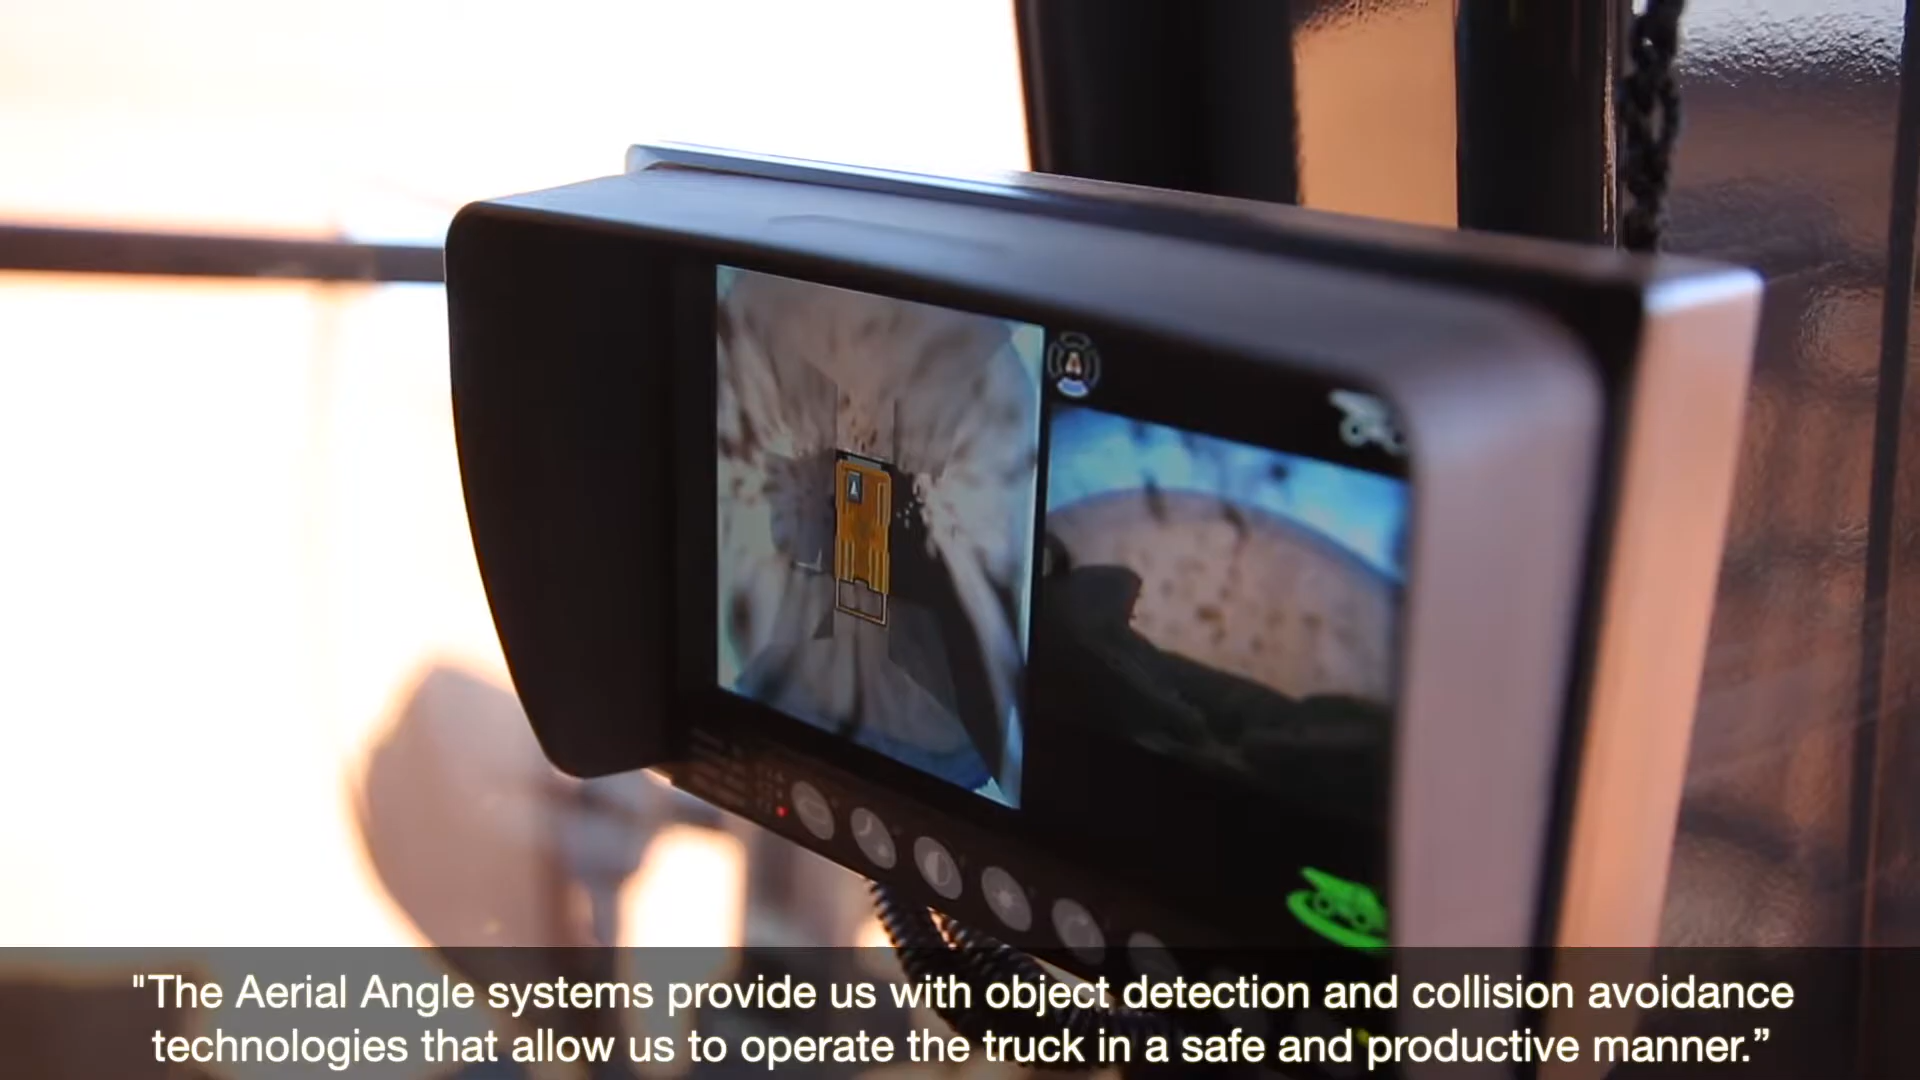 "The Aerial Angle systems provide us with object detection and collision avoidance
technologies that allow us to operate the truck in a safe and productive manner.”